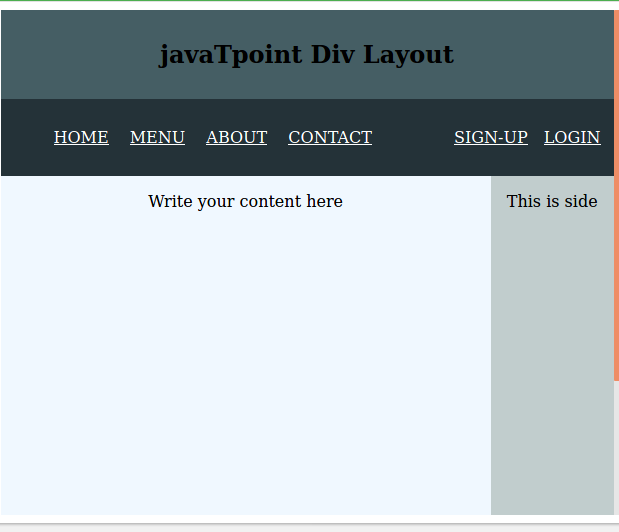 javaTpoint Div Layout
HOME MENU ABOUT CONTACT SIGN-UP LOGIN
Write your content here
This is side